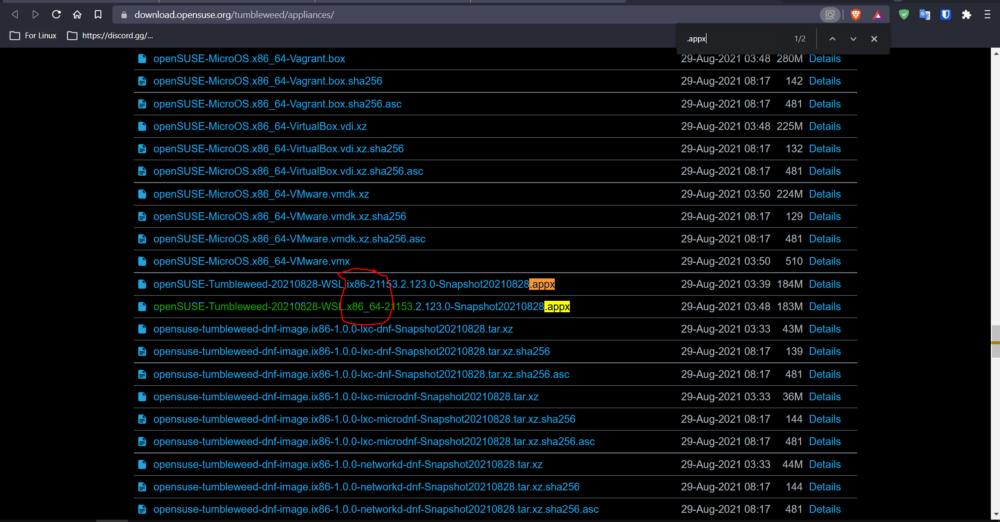 download.opensuse.org/tumbleweed/appliances/
.appx 1/2
For Linux https://discord.gg/...
openSUSE-MicroOS.x86_64-Vagrant.box 29-Aug-2021 03:48 280M Details
openSUSE-MicroOS.x86_64-Vagrant.box.sha256 29-Aug-2021 08:17 142 Details
openSUSE-MicroOS.x86_64-Vagrant.box.sha256.asc 29-Aug-2021 08:17 481 Details
openSUSE-MicroOS.x86_64-VirtualBox.vdi.xz 29-Aug-2021 03:48 225M Details
openSUSE-MicroOS.x86_64-VirtualBox.vdi.xz.sha256 29-Aug-2021 08:17 132 Details
openSUSE-MicroOS.x86_64-VirtualBox.vdi.xz.sha256.asc 29-Aug-2021 08:17 481 Details
openSUSE-MicroOS.x86_64-VMware.vmdk.xz 29-Aug-2021 03:50 224M Details
openSUSE-MicroOS.x86_64-VMware.vmdk.xz.sha256 29-Aug-2021 08:17 129 Details
openSUSE-MicroOS.x86_64-VMware.vmdk.xz.sha256.asc 29-Aug-2021 08:17 481 Details
openSUSE-MicroOS.x86_64-VMware.vmx 29-Aug-2021 03:50 510 Details
openSUSE-Tumbleweed-20210828-WSL.ix86-21153.2.123.0-Snapshot20210828.appx 29-Aug-2021 03:39 184M Details
openSUSE-Tumbleweed-20210828-WSL.x86_64-21153.2.123.0-Snapshot20210828.appx 29-Aug-2021 03:48 183M Details
opensuse-tumbleweed-dnf-image.ix86-1.0.0-lxc-dnf-Snapshot20210828.tar.xz 29-Aug-2021 03:33 43M Details
opensuse-tumbleweed-dnf-image.ix86-1.0.0-lxc-dnf-Snapshot20210828.tar.xz.sha256 29-Aug-2021 08:17 139 Details
opensuse-tumbleweed-dnf-image.ix86-1.0.0-lxc-dnf-Snapshot20210828.tar.xz.sha256.asc 29-Aug-2021 08:17 481 Details
opensuse-tumbleweed-dnf-image.ix86-1.0.0-lxc-microdnf-Snapshot20210828.tar.xz 29-Aug-2021 03:33 36M Details
opensuse-tumbleweed-dnf-image.ix86-1.0.0-lxc-microdnf-Snapshot20210828.tar.xz.sha256 29-Aug-2021 08:17 144 Details
opensuse-tumbleweed-dnf-image.ix86-1.0.0-lxc-microdnf-Snapshot20210828.tar.xz.sha256.asc 29-Aug-2021 08:17 481 Details
opensuse-tumbleweed-dnf-image.ix86-1.0.0-networkd-dnf-Snapshot20210828.tar.xz 29-Aug-2021 03:33 44M Details
opensuse-tumbleweed-dnf-image.ix86-1.0.0-networkd-dnf-Snapshot20210828.tar.xz.sha256 29-Aug-2021 08:17 144 Details
opensuse-tumbleweed-dnf-image.ix86-1.0.0-networkd-dnf-Snapshot20210828.tar.xz.sha256.asc 29-Aug-2021 08:17 481 Details